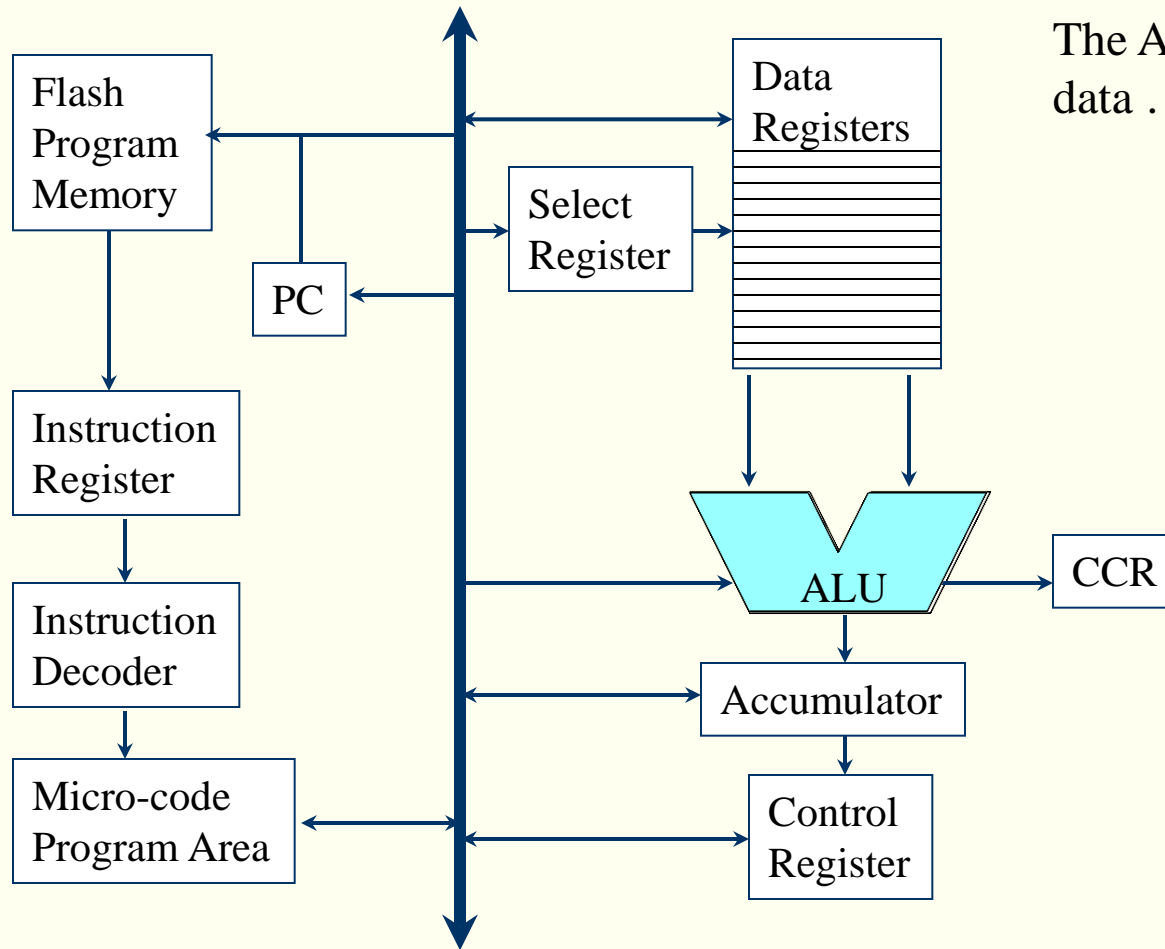 Flash
Program
Memory
PC
Instruction
Register
Instruction
Decoder
Micro-code
Program Area
Data
Registers
Select
Register
ALU
CCR
Accumulator
Control
Register
The A
data .